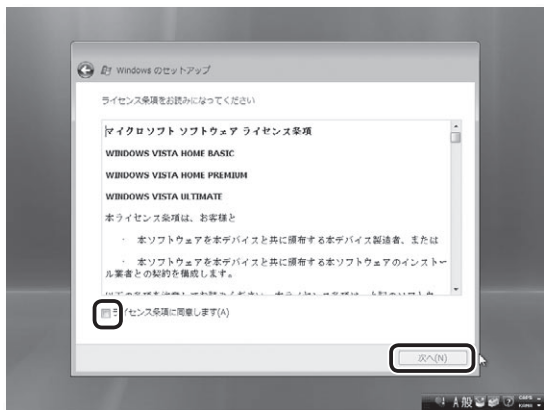 Windows のセットアップ
ライセンス条項をお読みになってください
マイクロソフト ソフトウェア ライセンス条項
WINDOWS VISTA HOME BASIC
WINDOWS VISTA HOME PREMIUM
WINDOWS VISTA ULTIMATE
本ライセンス条項は、お客様と
· 本ソフトウェアを本デバイスと共に頒布する本デバイス製造者、または
· 本ソフトウェアを本デバイスと共に頒布する本ソフトウェアのインストー
ル業者との契約を構成します。
ライセンス条項に同意します(A)
次へ(N)
A 般
CAPS
KANA